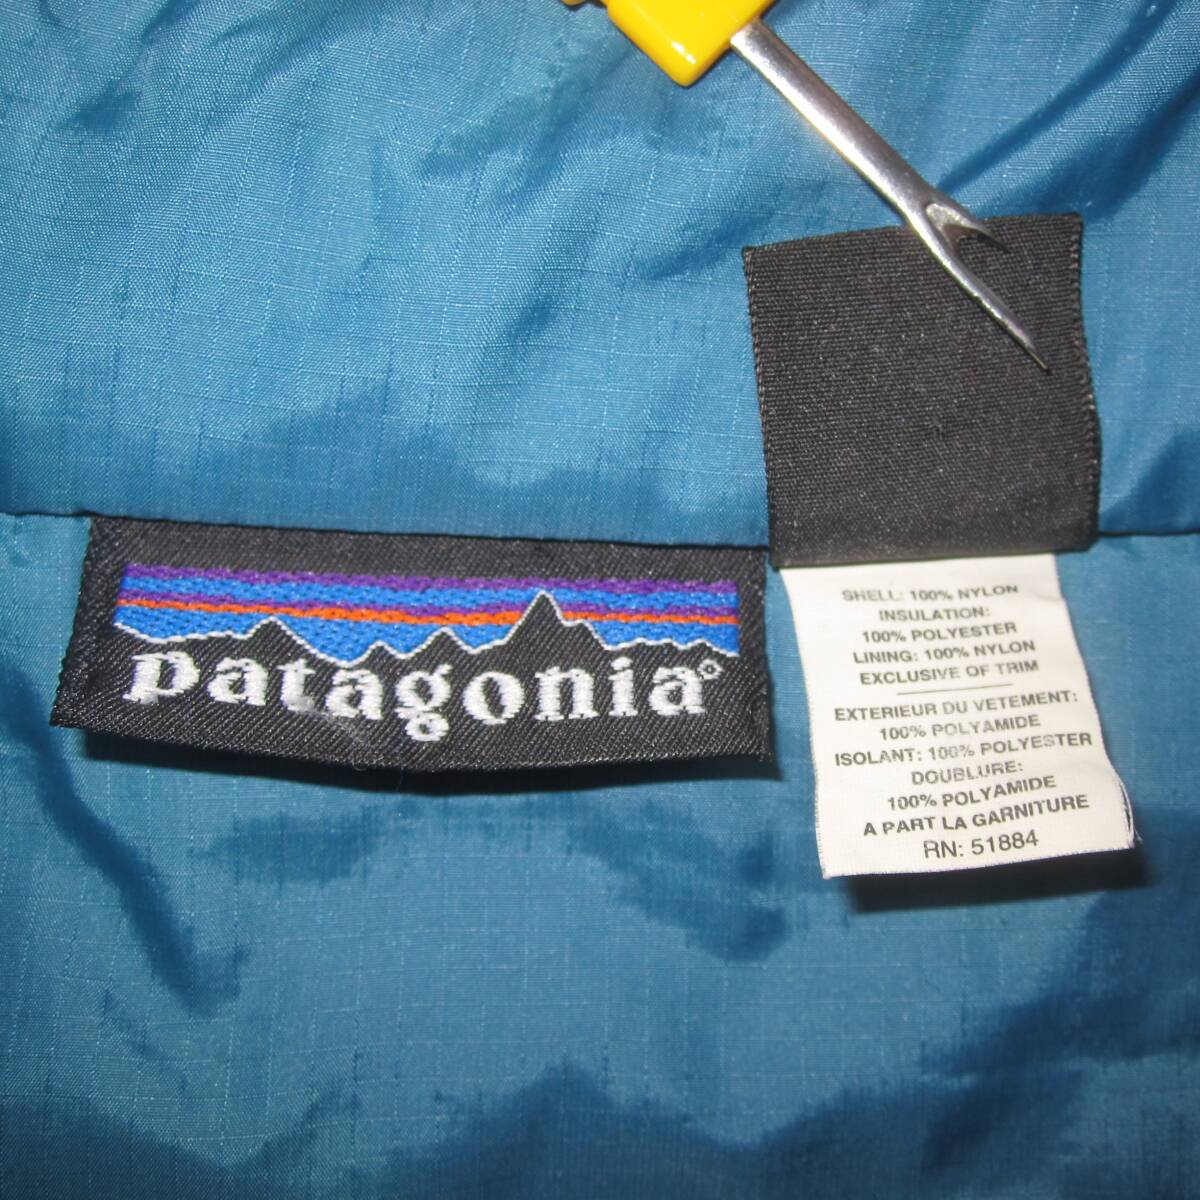 patagonia®
SHELL: 100% NYLON
INSULATION:
100% POLYESTER
LINING: 100% NYLON
EXCLUSIVE OF TRIM
EXTERIEUR DU VETEMENT:
100% POLYAMIDE
ISOLANT: 100% POLYESTER
DOUBLURE:
100% POLYAMIDE
A PART LA GARNITURE
RN: 51884